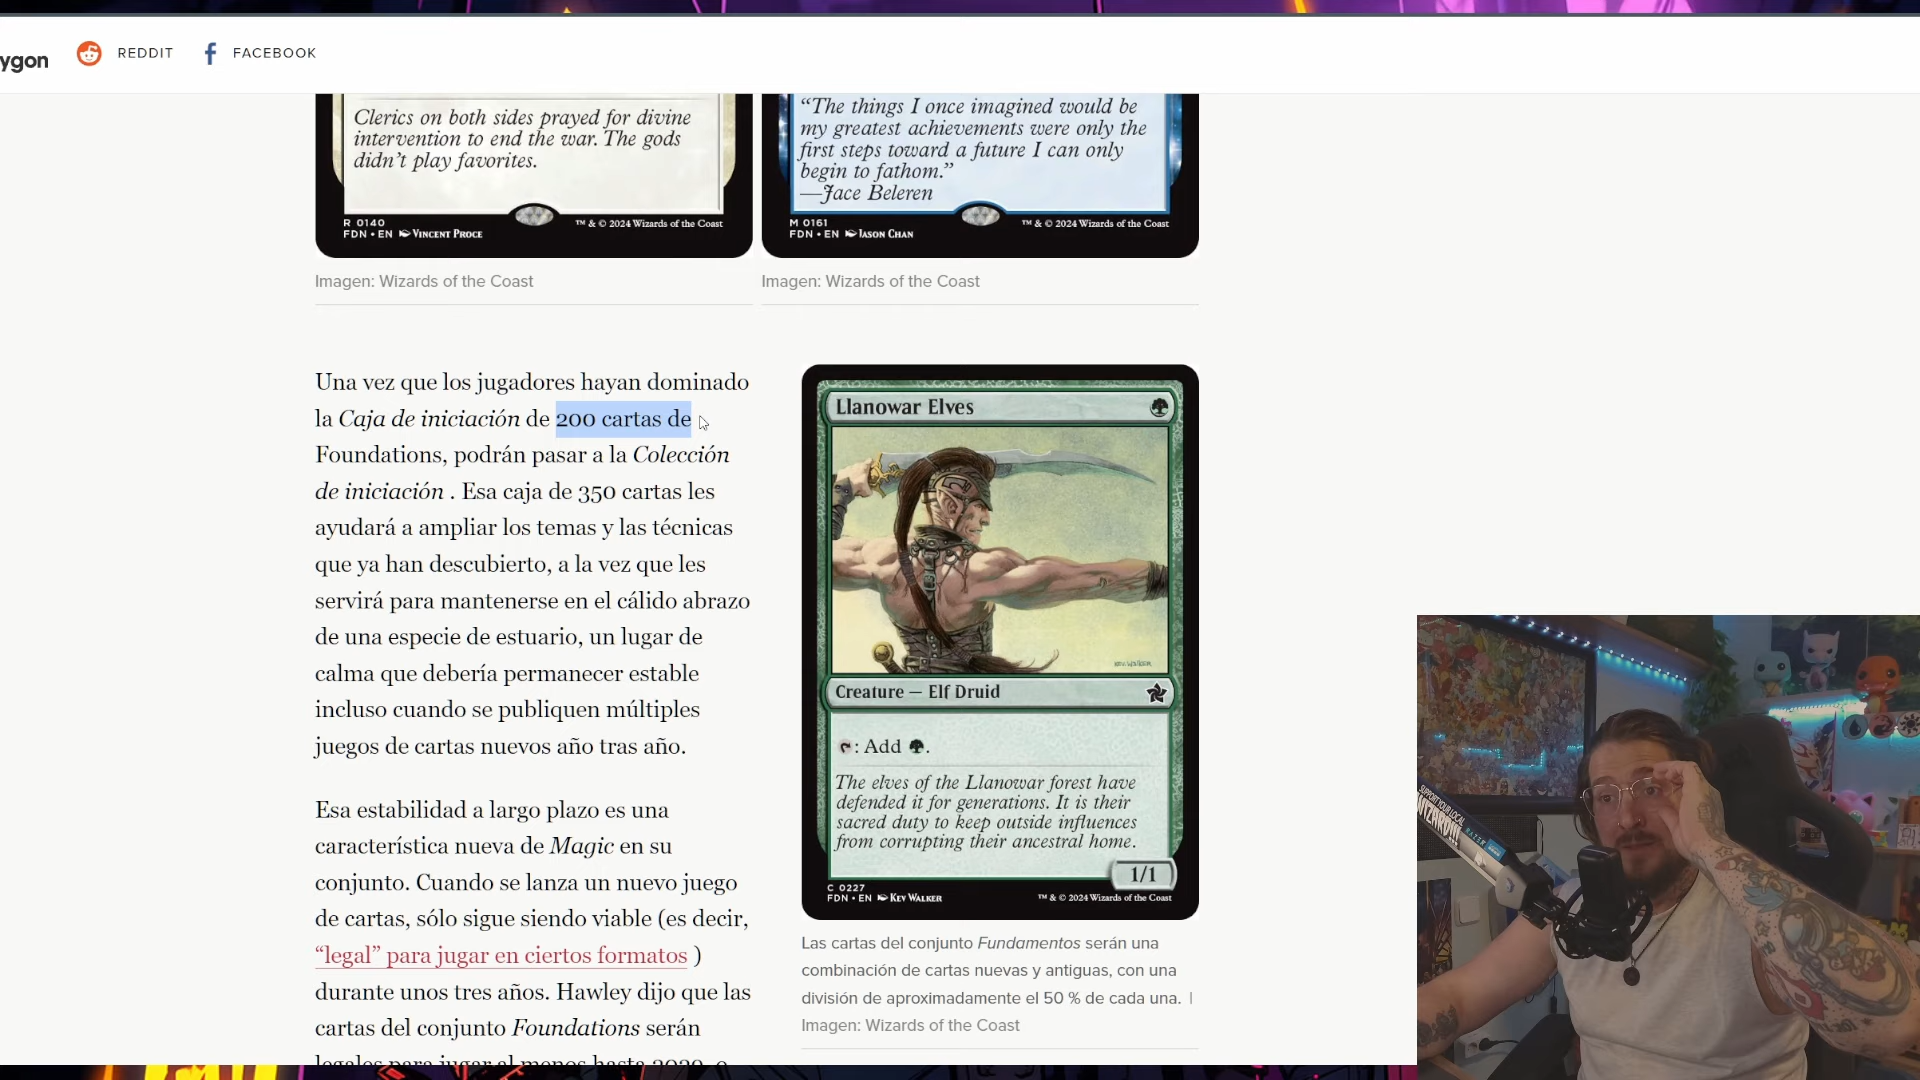 ygon
REDDIT
FACEBOOK
Clerics on both sides prayed for divine
intervention to end the war. The gods
didn't play favorites.
R 0140
FDN • EN VINCENT PROCE
™ & © 2024 Wizards of the Coast
“The things I once imagined would be
my greatest achievements were only the
first steps toward a future I can only
begin to fathom.”
—Jace Beleren
M 0161
FDN • EN JASON CHAN
™ & © 2024 Wizards of the Coast
Imagen: Wizards of the Coast
Imagen: Wizards of the Coast
Una vez que los jugadores hayan dominado
la Caja de iniciación de 200 cartas de
Foundations, podrán pasar a la Colección
de iniciación . Esa caja de 350 cartas les
ayudará a ampliar los temas y las técnicas
que ya han descubierto, a la vez que les
servirá para mantenerse en el cálido abrazo
de una especie de estuario, un lugar de
calma que debería permanecer estable
incluso cuando se publiquen múltiples
juegos de cartas nuevos año tras año.
Esa estabilidad a largo plazo es una
característica nueva de Magic en su
conjunto. Cuando se lanza un nuevo juego
de cartas, sólo sigue siendo viable (es decir,
“legal” para jugar en ciertos formatos )
durante unos tres años. Hawley dijo que las
cartas del conjunto Foundations serán
legales para jugar al menos hasta 2029, o
Llanowar Elves
KEV WALKER
Creature — Elf Druid
: Add .
The elves of the Llanowar forest have
defended it for generations. It is their
sacred duty to keep outside influences
from corrupting their ancestral home.
1/1
C 0227
FDN • EN KEV WALKER
™ & © 2024 Wizards of the Coast
Las cartas del conjunto Fundamentos serán una
combinación de cartas nuevas y antiguas, con una
división de aproximadamente el 50 % de cada una. |
Imagen: Wizards of the Coast
SUPPORT YOUR LOCAL
WIZARD!!!
RAZER